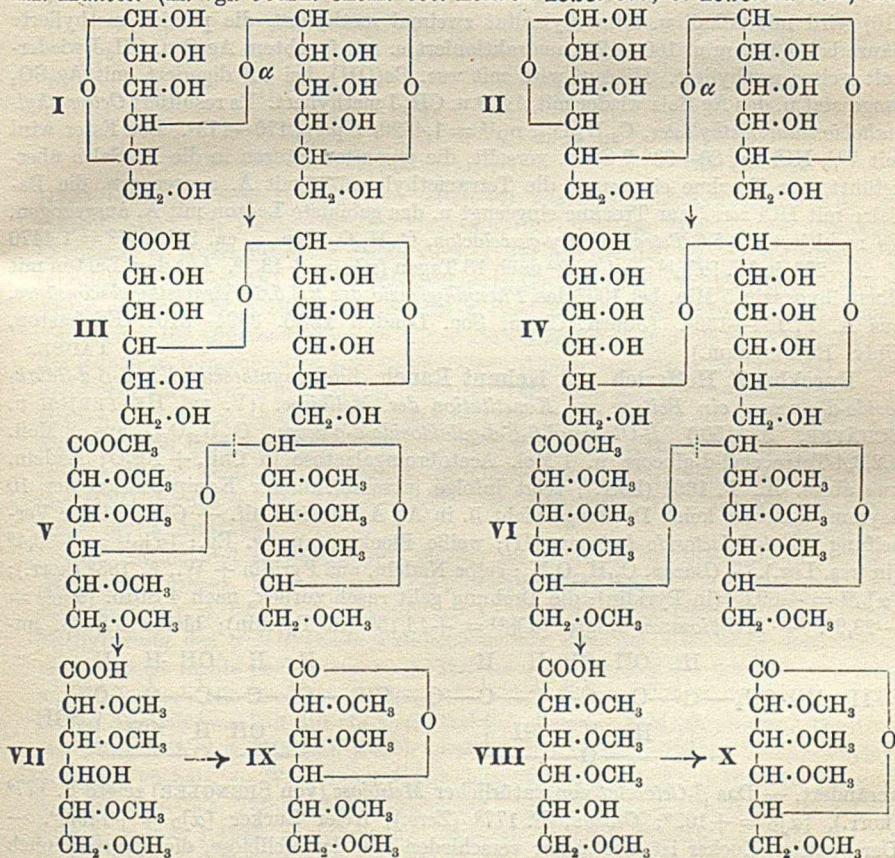 CH·OH CH CH·OH CH
CH·OH CH·OH CH·OH CH·OH
O O α O O α
CH·OH CH·OH O CH·OH CH·OH O
I II
CH CH·OH CH CH·OH
CH CH CH CH
CH₂·OH CH₂·OH CH₂·OH CH₂·OH
↓ ↓
COOH CH COOH CH
CH·OH CH·OH CH·OH CH·OH
O
CH·OH CH·OH O CH·OH CH·OH O O
III IV
CH CH·OH CH·OH CH·OH
CH·OH CH CH CH
CH₂·OH CH₂·OH CH₂·OH CH₂·OH
COOCH₃ CH COOCH₃ CH
CH·OCH₃ CH·OCH₃ CH·OCH₃ CH·OCH₃
O
CH·OCH₃ CH·OCH₃ O CH·OCH₃ CH·OCH₃ O O
V VI
CH CH·OCH₃ CH·OCH₃ CH·OCH₃
CH·OCH₃ CH CH CH
CH₂·OCH₃ CH₂·OCH₃ CH₂·OCH₃ CH₂·OCH₃
↓ ↓
COOH CO COOH CO
CH·OCH₃ CH·OCH₃ CH·OCH₃ CH·OCH₃
O
CH·OCH₃ CH·OCH₃ CH·OCH₃ CH·OCH₃ O
VII → IX VIII → X
CHOH CH CH·OCH₃ CH·OCH₃
CH·OCH₃ CH·OCH₃ CH·OH CH
CH₂·OCH₃ CH₂·OCH₃ CH₂·OCH₃ CH₂·OCH₃